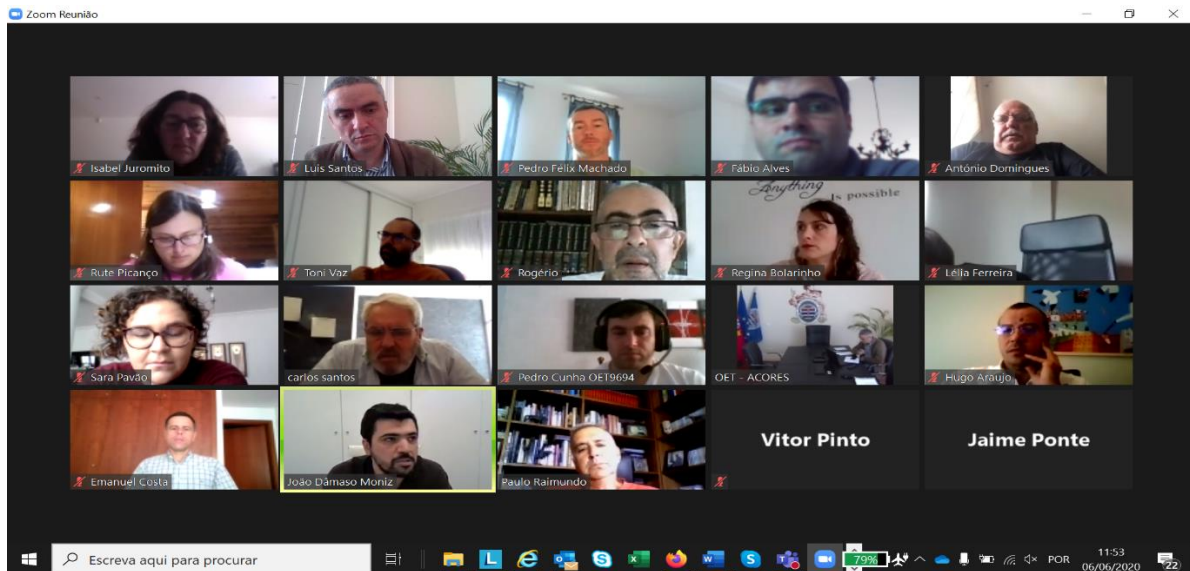 Zoom Reunião
Isabel Juromito
Luis Santos
Pedro Félix Machado
Fábio Alves
António Domingues
Rute Picanço
Toni Vaz
Rogério
Anything
is possible
Regina Bolarinho
Lélia Ferreira
Sara Pavão
carlos santos
Pedro Cunha OET9694
OET - ACORES
Hugo Araujo
Emanuel Costa
João Dâmaso Moniz
Paulo Raimundo
Vitor Pinto
Jaime Ponte
Escreva aqui para procurar
79%
POR
11:53
06/06/2020
22